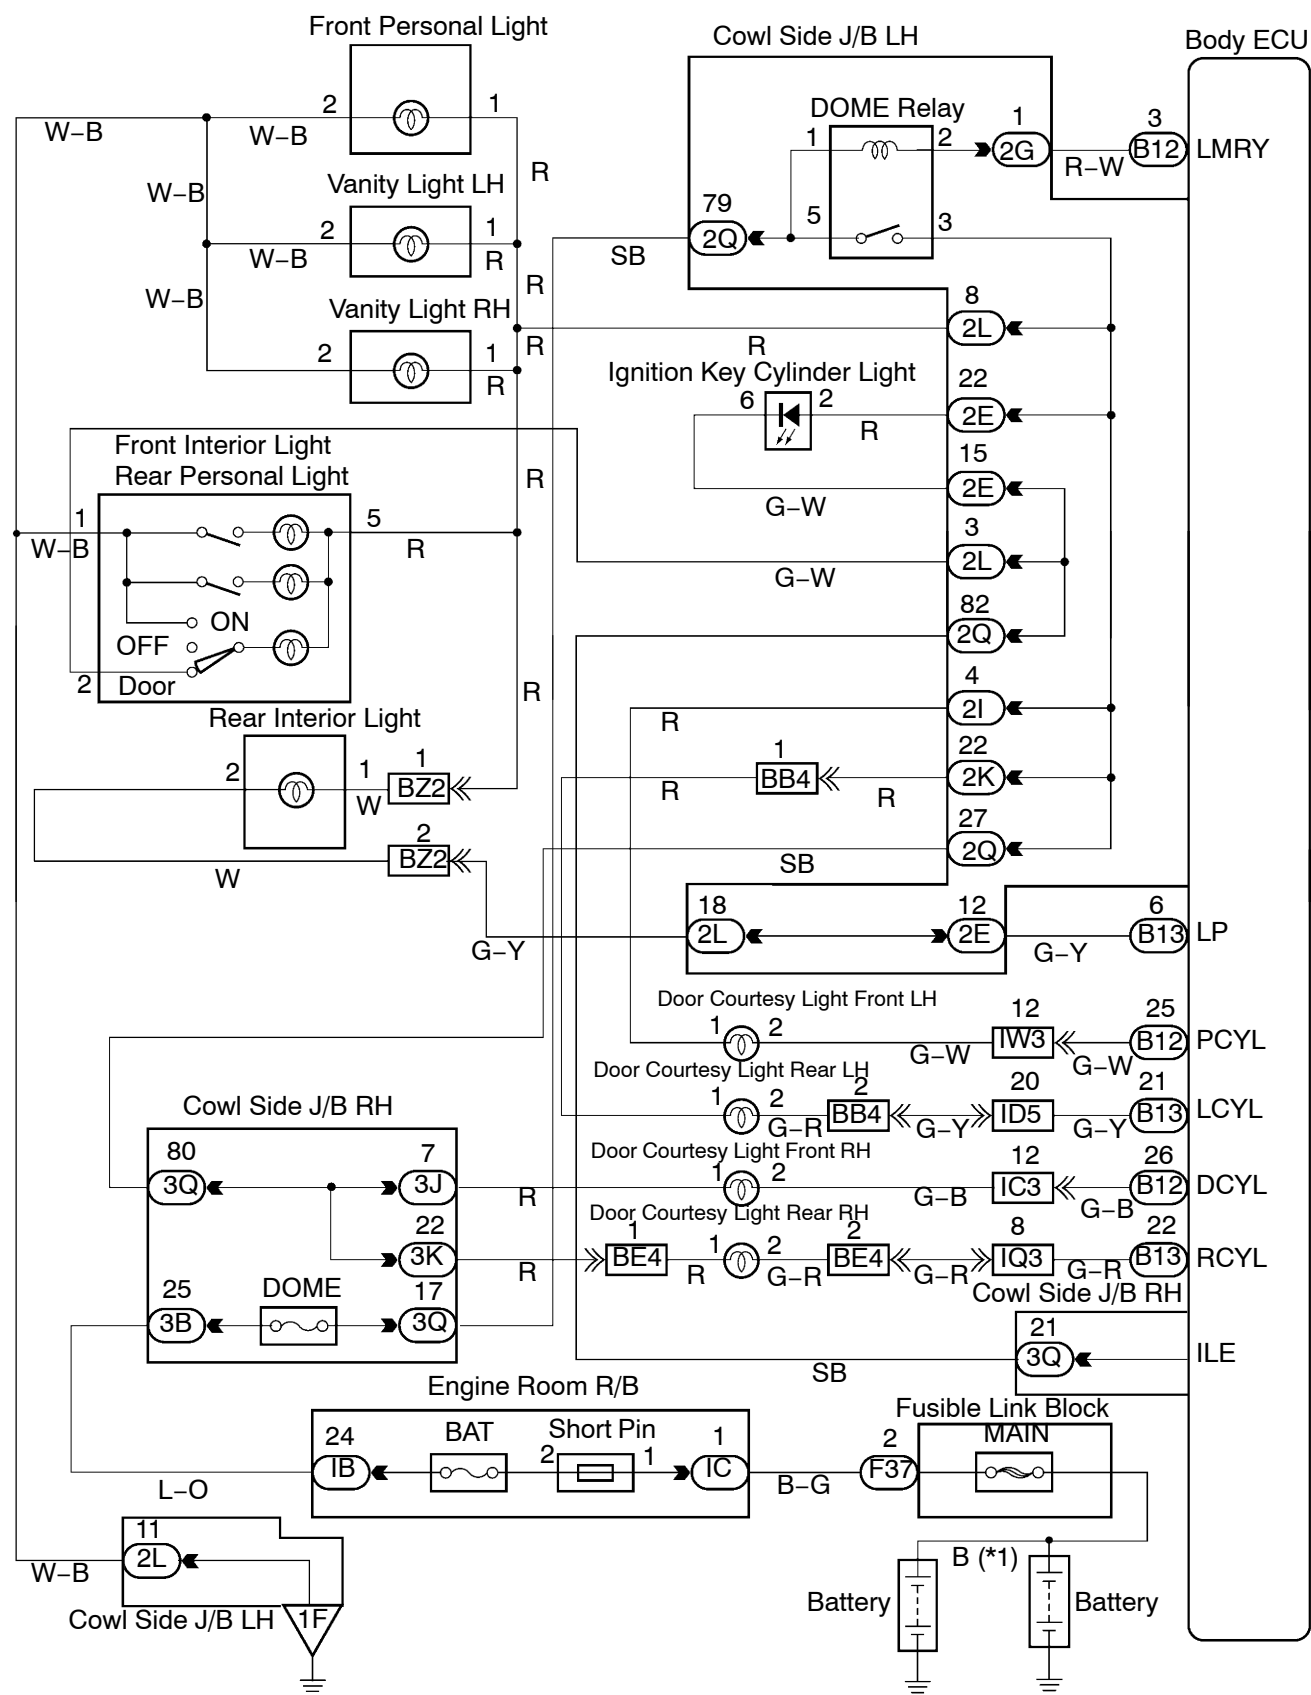 Front Personal Light
Cowl Side J/B LH
Body ECU
2
1
W–B
W–B
R
DOME Relay
1
2
1
2G
R–W
3
B12
LMRY
W–B
Vanity Light LH
2
1
W–B
R
79
2Q
5
3
SB
R
W–B
Vanity Light RH
2
1
R
R
8
2L
R
Ignition Key Cylinder Light
6
2
R
22
2E
15
2E
G–W
Front Interior Light
Rear Personal Light
R
1
W–B
5
R
3
2L
G–W
ON
OFF
2
Door
82
2Q
R
4
2I
R
Rear Interior Light
2
1
W
1
BZ2
R
1
BB4
R
22
2K
2
BZ2
W
27
2Q
SB
18
2L
12
2E
G–Y
G–Y
6
B13
LP
Door Courtesy Light Front LH
1
2
G–W
12
IW3
G–W
25
B12
PCYL
Door Courtesy Light Rear LH
1
2
G–R
2
BB4
G–Y
20
ID5
G–Y
21
B13
LCYL
Cowl Side J/B RH
80
3Q
7
3J
R
Door Courtesy Light Front RH
1
2
G–B
12
IC3
G–B
26
B12
DCYL
22
3K
R
Door Courtesy Light Rear RH
1
BE4
R
1
2
G–R
2
BE4
G–R
8
IQ3
G–R
22
B13
RCYL
25
3B
DOME
17
3Q
Cowl Side J/B RH
21
3Q
ILE
SB
Engine Room R/B
24
IB
BAT
Short Pin
2
1
1
IC
B–G
Fusible Link Block
2
F37
MAIN
L–O
11
2L
W–B
Cowl Side J/B LH
1F
B (*1)
Battery
Battery